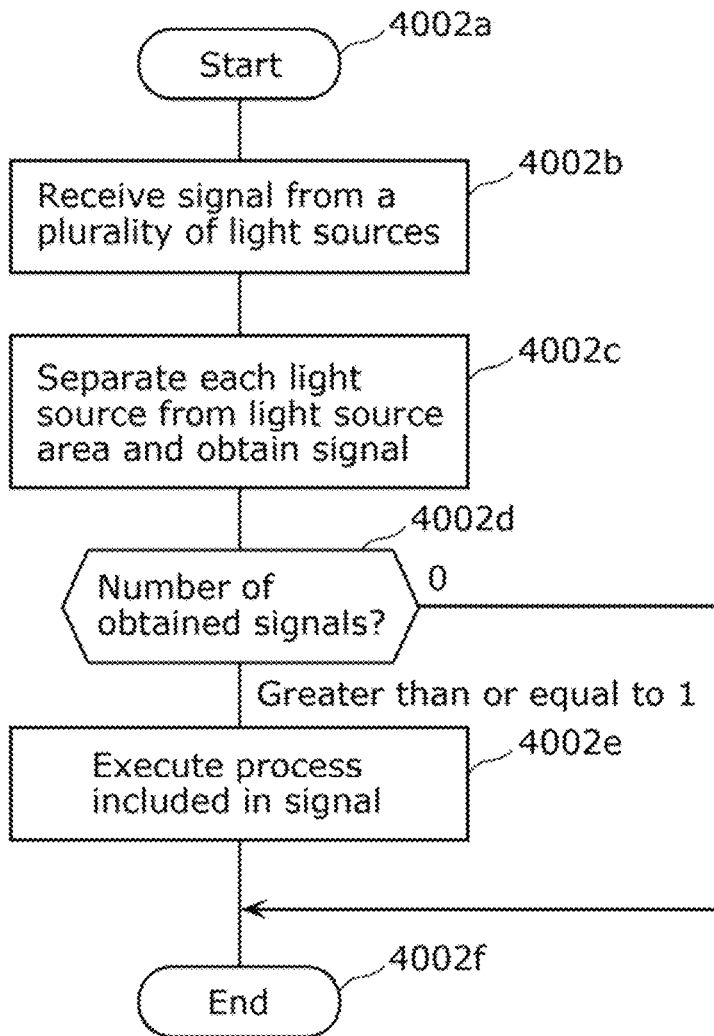 4002a
Start
4002b
Receive signal from a
plurality of light sources
4002c
Separate each light
source from light source
area and obtain signal
4002d
Number of
obtained signals?
0
Greater than or equal to 1
4002e
Execute process
included in signal
4002f
End